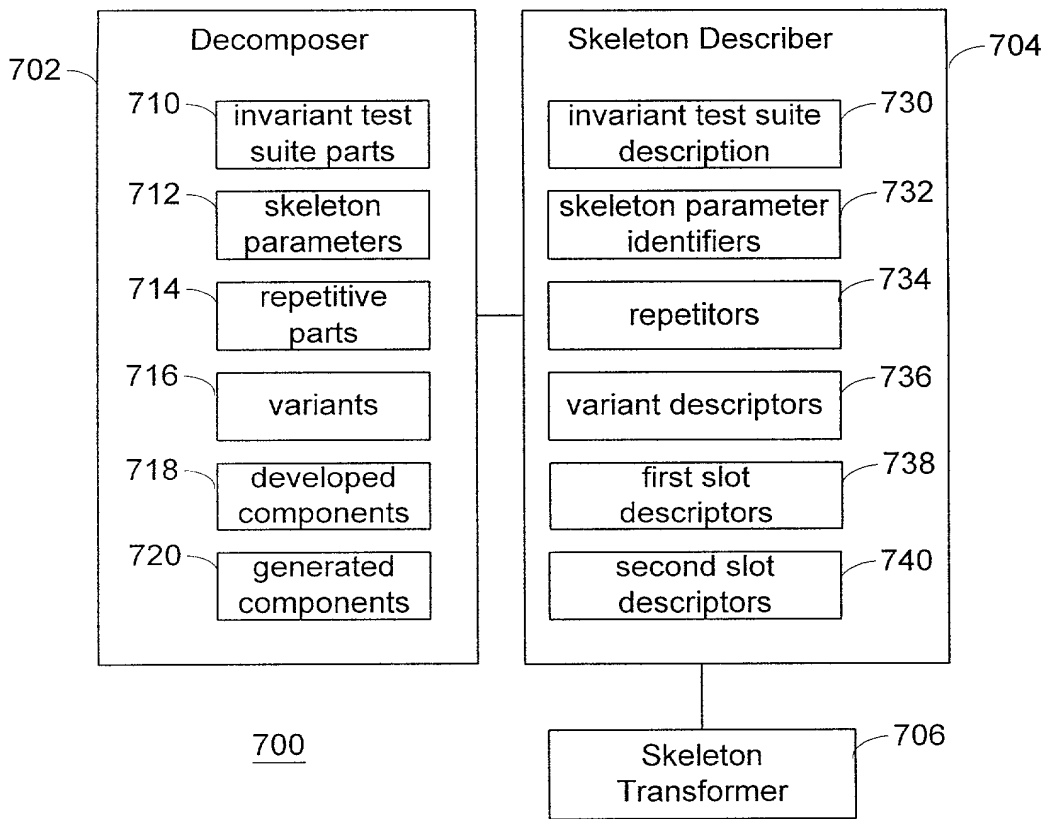 Decomposer
702
710
invariant test
suite parts
712
skeleton
parameters
714
repetitive
parts
716
variants
718
developed
components
720
generated
components
Skeleton Describer
704
invariant test suite
description
730
skeleton parameter
identifiers
732
repetitors
734
variant descriptors
736
first slot
descriptors
738
second slot
descriptors
740
700
Skeleton
Transformer
706